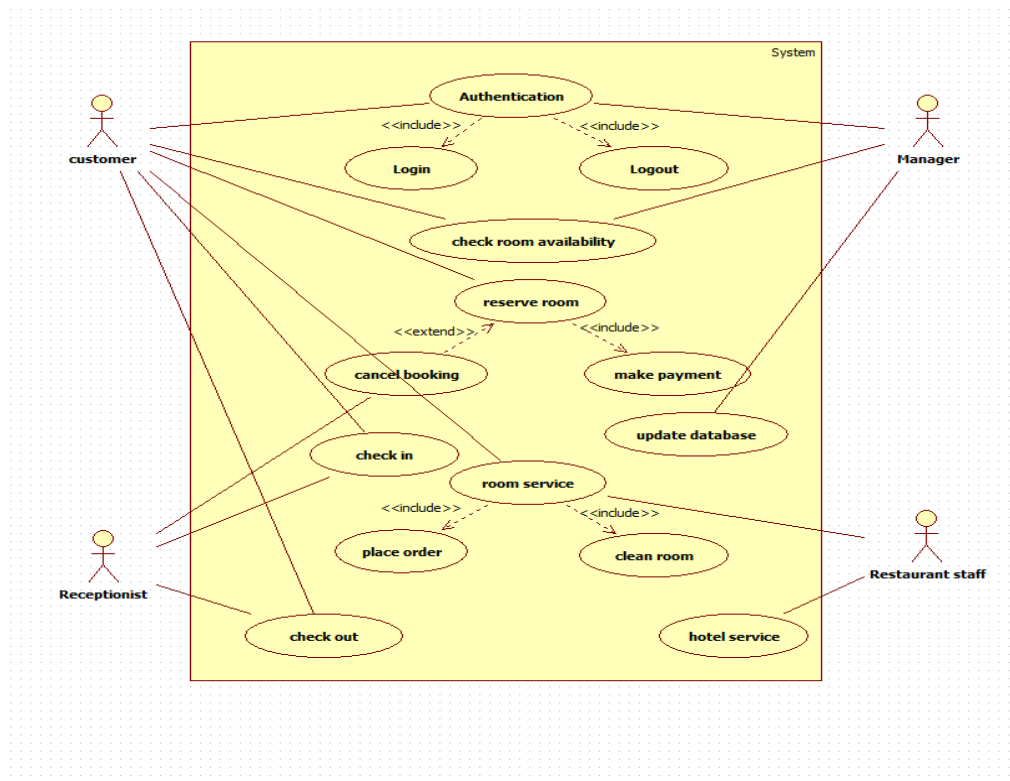 System
Authentication
<<include>>
<<include>>
customer
Manager
Login
Logout
check room availability
reserve room
<<extend>>
<<include>>
cancel booking
make payment
update database
check in
room service
<<include>>
<<include>>
place order
clean room
Receptionist
Restaurant staff
check out
hotel service